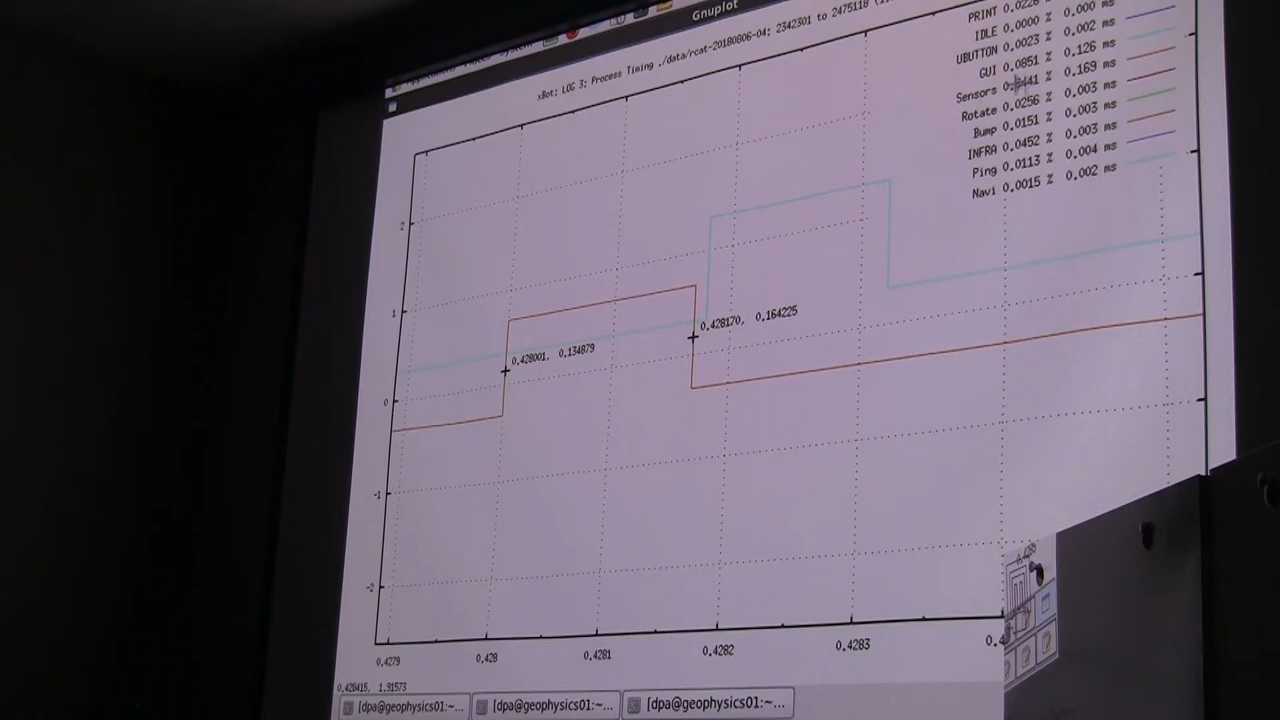 Gnuplot
xBot: LOG 3: Process Timing ./data/rcat-20180806-04: 2342301 to 2475118
PRINT 0.0226 % 0.000 ms
IDLE 0.0000 % 0.002 ms
UBUTTON 0.0023 % 0.126 ms
GUI 0.0851 % 0.169 ms
Sensors % 0.003 ms
Rotate 0.0256 % 0.003 ms
Bump 0.0151 % 0.003 ms
INFRA 0.0452 % 0.004 ms
Ping 0.0113 % 0.002 ms
Navi 0.0015 %
2
1
0
-1
-2
0.428170, 0.164225
0.428001, 0.134879
0.4279
0.428
0.4281
0.4282
0.4283
0.428415, 1.91573
[dpa@geophysics01:~...
[dpa@geophysics01:~...
[dpa@geophysics01:~...